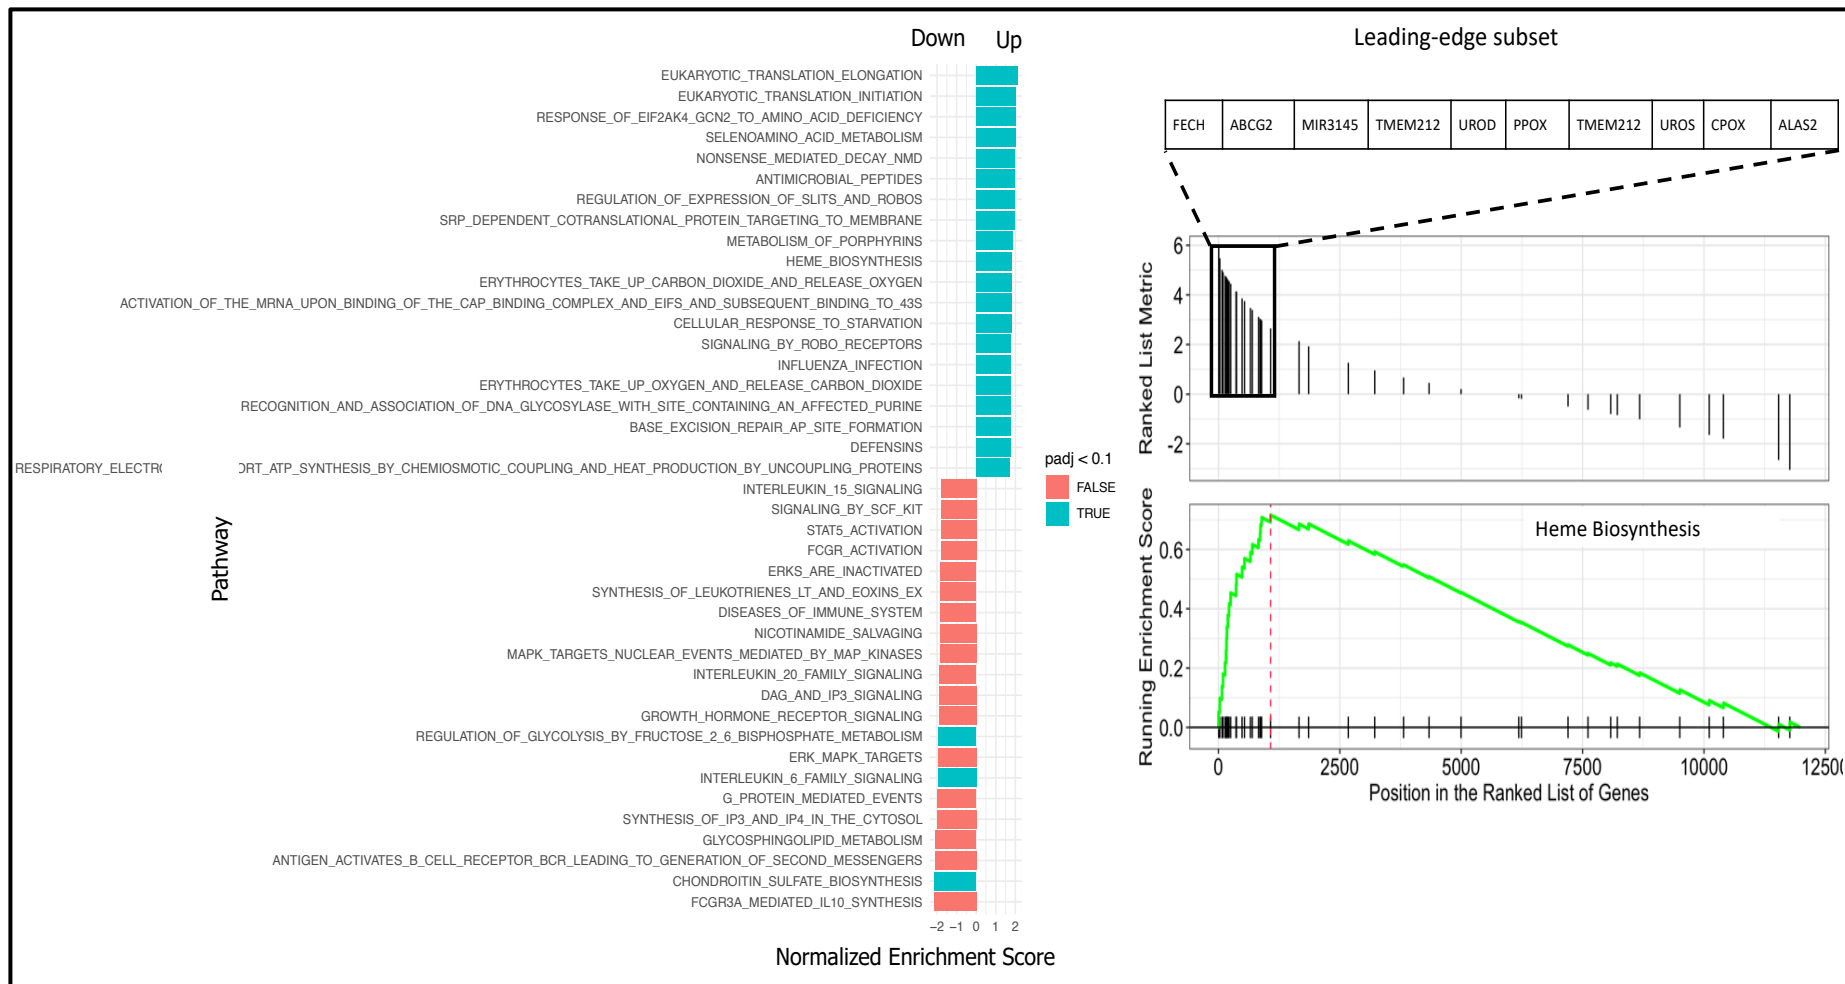 Down Up
EUKARYOTIC_TRANSLATION_ELONGATION
EUKARYOTIC_TRANSLATION_INITIATION
RESPONSE_OF_EIF2AK4_GCN2_TO_AMINO_ACID_DEFICIENCY
SELENOAMINO_ACID_METABOLISM
NONSENSE_MEDIATED_DECAY_NMD
ANTIMICROBIAL_PEPTIDES
REGULATION_OF_EXPRESSION_OF_SLITS_AND_ROBOS
SRP_DEPENDENT_COTRANSLATIONAL_PROTEIN_TARGETING_TO_MEMBRANE
METABOLISM_OF_PORPHYRINS
HEME_BIOSYNTHESIS
ERYTHROCYTES_TAKE_UP_CARBON_DIOXIDE_AND_RELEASE_OXYGEN
ACTIVATION_OF_THE_MRNA_UPON_BINDING_OF_THE_CAP_BINDING_COMPLEX_AND_EIFS_AND_SUBSEQUENT_BINDING_TO_43S
CELLULAR_RESPONSE_TO_STARVATION
SIGNALING_BY_ROBO_RECEPTORS
INFLUENZA_INFECTION
ERYTHROCYTES_TAKE_UP_OXYGEN_AND_RELEASE_CARBON_DIOXIDE
RECOGNITION_AND_ASSOCIATION_OF_DNA_GLYCOSYLASE_WITH_SITE_CONTAINING_AN_AFFECTED_PURINE
BASE_EXCISION_REPAIR_AP_SITE_FORMATION
DEFENSINS
RESPIRATORY_ELECTR ORT_ATP_SYNTHESIS_BY_CHEMIOSMOTIC_COUPLING_AND_HEAT_PRODUCTION_BY_UNCOUPLING_PROTEINS
INTERLEUKIN_15_SIGNALING
SIGNALING_BY_SCF_KIT
STAT5_ACTIVATION
FCGR_ACTIVATION
ERKS_ARE_INACTIVATED
SYNTHESIS_OF_LEUKOTRIENES_LT_AND_EOXINS_EX
DISEASES_OF_IMMUNE_SYSTEM
NICOTINAMIDE_SALVAGING
MAPK_TARGETS_NUCLEAR_EVENTS_MEDIATED_BY_MAP_KINASES
INTERLEUKIN_20_FAMILY_SIGNALING
DAG_AND_IP3_SIGNALING
GROWTH_HORMONE_RECEPTOR_SIGNALING
REGULATION_OF_GLYCOLYSIS_BY_FRUCTOSE_2_6_BISPHOSPHATE_METABOLISM
ERK_MAPK_TARGETS
INTERLEUKIN_6_FAMILY_SIGNALING
G_PROTEIN_MEDIATED_EVENTS
SYNTHESIS_OF_IP3_AND_IP4_IN_THE_CYTOSOL
GLYCOSPHINGOLIPID_METABOLISM
ANTIGEN_ACTIVATES_B_CELL_RECEPTOR_BCR_LEADING_TO_GENERATION_OF_SECOND_MESSENGERS
CHONDROITIN_SULFATE_BIOSYNTHESIS
FCGR3A_MEDIATED_IL10_SYNTHESIS
−2 −1 0 1 2
Normalized Enrichment Score
Pathway
padj < 0.1
FALSE
TRUE
Leading-edge subset
FECH ABCG2 MIR3145 TMEM212 UROD PPOX TMEM212 UROS CPOX ALAS2
Ranked List Metric
6
4
2
0
-2
Running Enrichment Score
0.6
0.4
0.2
0.0
Heme Biosynthesis
0 2500 5000 7500 10000 12500
Position in the Ranked List of Genes